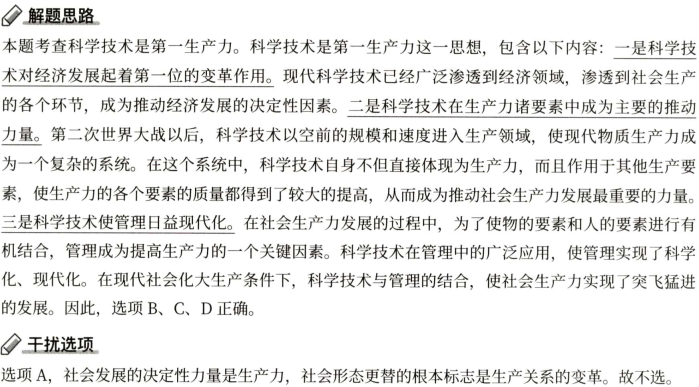 解题思路
本题考查科学技术是第一生产力。科学技术是第一生产力这一思想，包含以下内容：一是科学技
术对经济发展起着第一位的变革作用。现代科学技术已经广泛渗透到经济领域，渗透到社会生产
的各个环节，成为推动经济发展的决定性因素。二是科学技术在生产力诸要素中成为主要的推动
力量。第二次世界大战以后，科学技术以空前的规模和速度进入生产领域，使现代物质生产力成
为一个复杂的系统。在这个系统中，科学技术自身不但直接体现为生产力，而且作用于其他生产要
素，使生产力的各个要素的质量都得到了较大的提高，从而成为推动社会生产力发展最重要的力量。
三是科学技术使管理日益现代化。在社会生产力发展的过程中，为了使物的要素和人的要素进行有
机结合，管理成为提高生产力的一个关键因素。科学技术在管理中的广泛应用，使管理实现了科学
化、现代化。在现代社会化大生产条件下，科学技术与管理的结合，使社会生产力实现了突飞猛进
的发展。因此，选项 B、C、D 正确。
干扰选项
选项 A，社会发展的决定性力量是生产力，社会形态更替的根本标志是生产关系的变革。故不选。